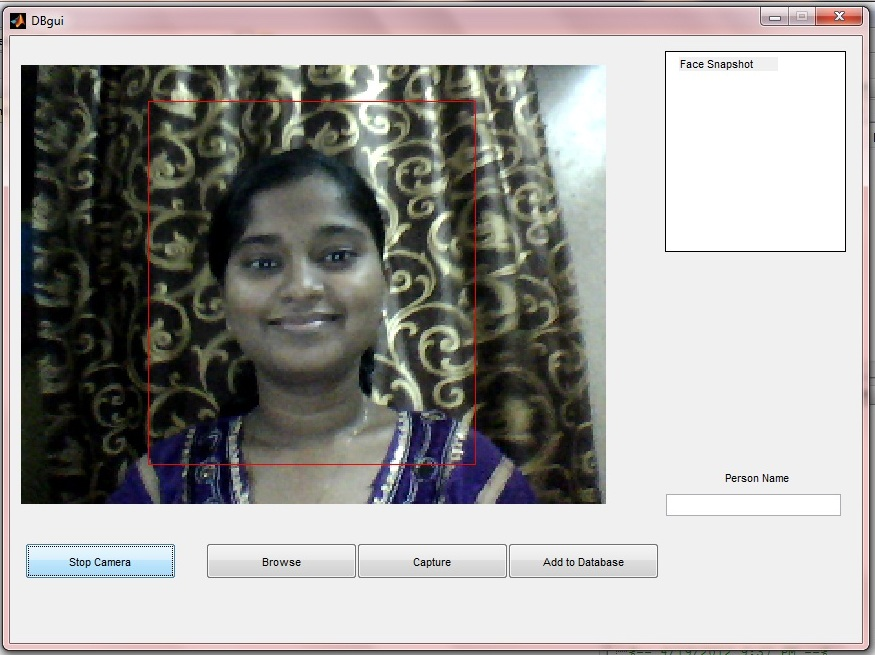 DBgui
Face Snapshot
Person Name
Stop Camera
Browse
Capture
Add to Database